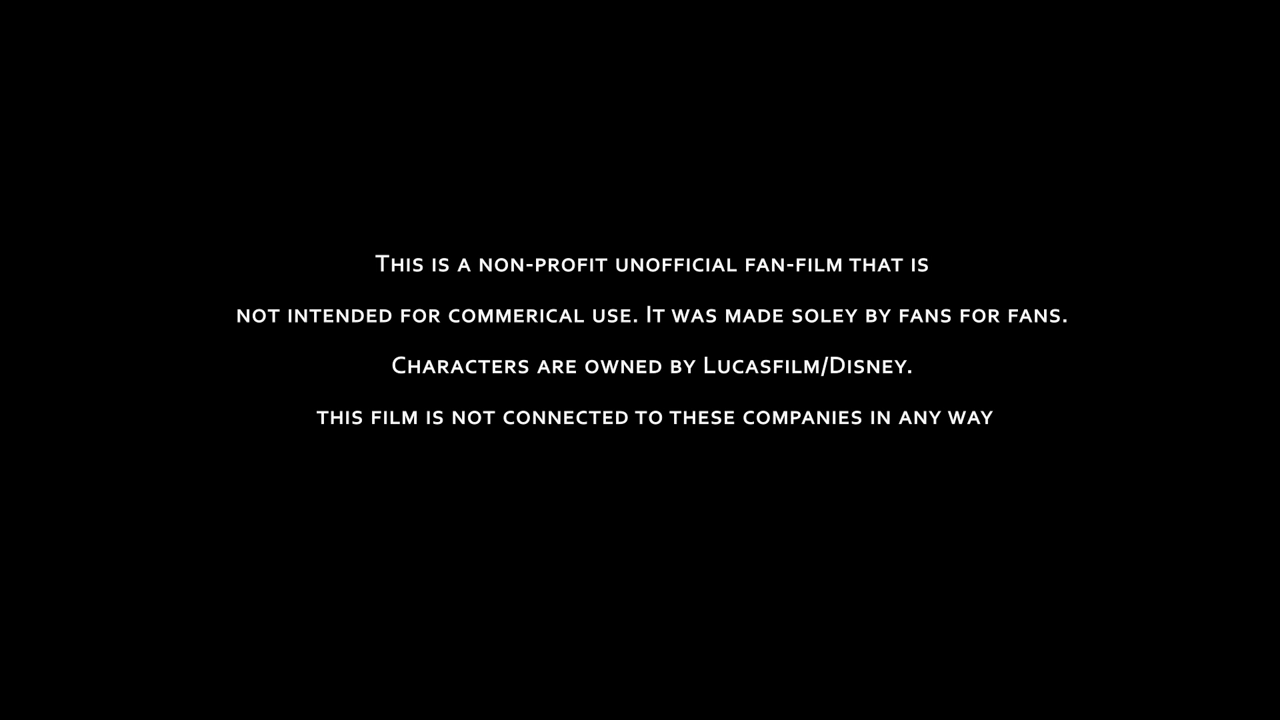 This is a non-profit unofficial fan-film that is
not intended for commerical use. It was made soley by fans for fans.
Characters are owned by Lucasfilm/Disney.
this film is not connected to these companies in any way